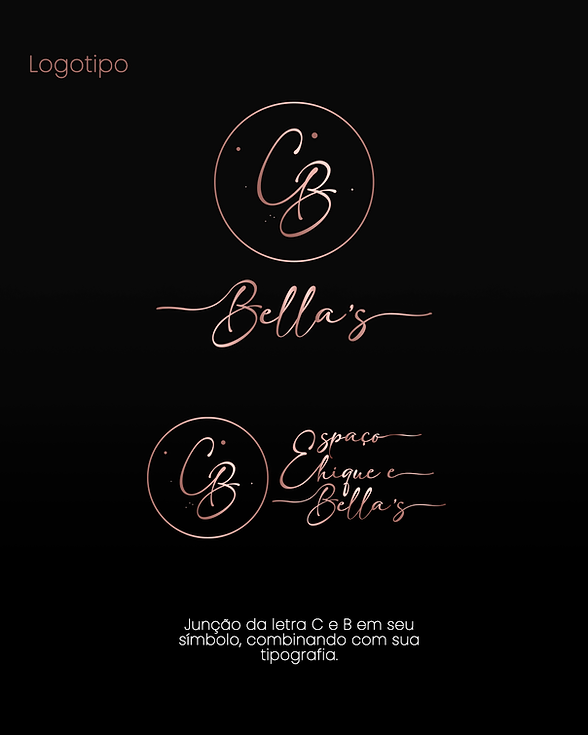 Logotipo
CB
Bella's
CB
Espaço
Chique e
Bella's
Junção da letra C e B em seu
símbolo, combinando com sua
tipografia.